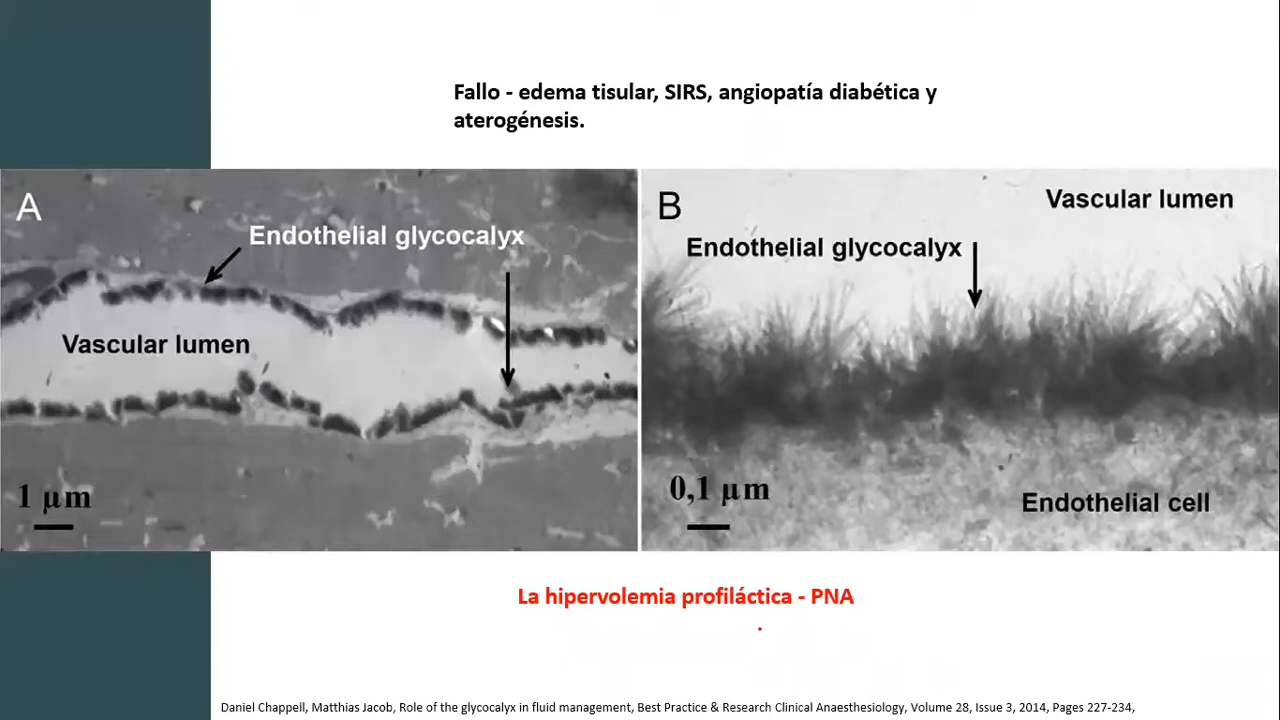 Fallo - edema tisular, SIRS, angiopatía diabética y
aterogénesis.
A
Endothelial glycocalyx
Vascular lumen
1 μm
B
Vascular lumen
Endothelial glycocalyx
0,1 μm
Endothelial cell
La hipervolemia profiláctica - PNA
Daniel Chappell, Matthias Jacob, Role of the glycocalyx in fluid management, Best Practice & Research Clinical Anaesthesiology, Volume 28, Issue 3, 2014, Pages 227-234,